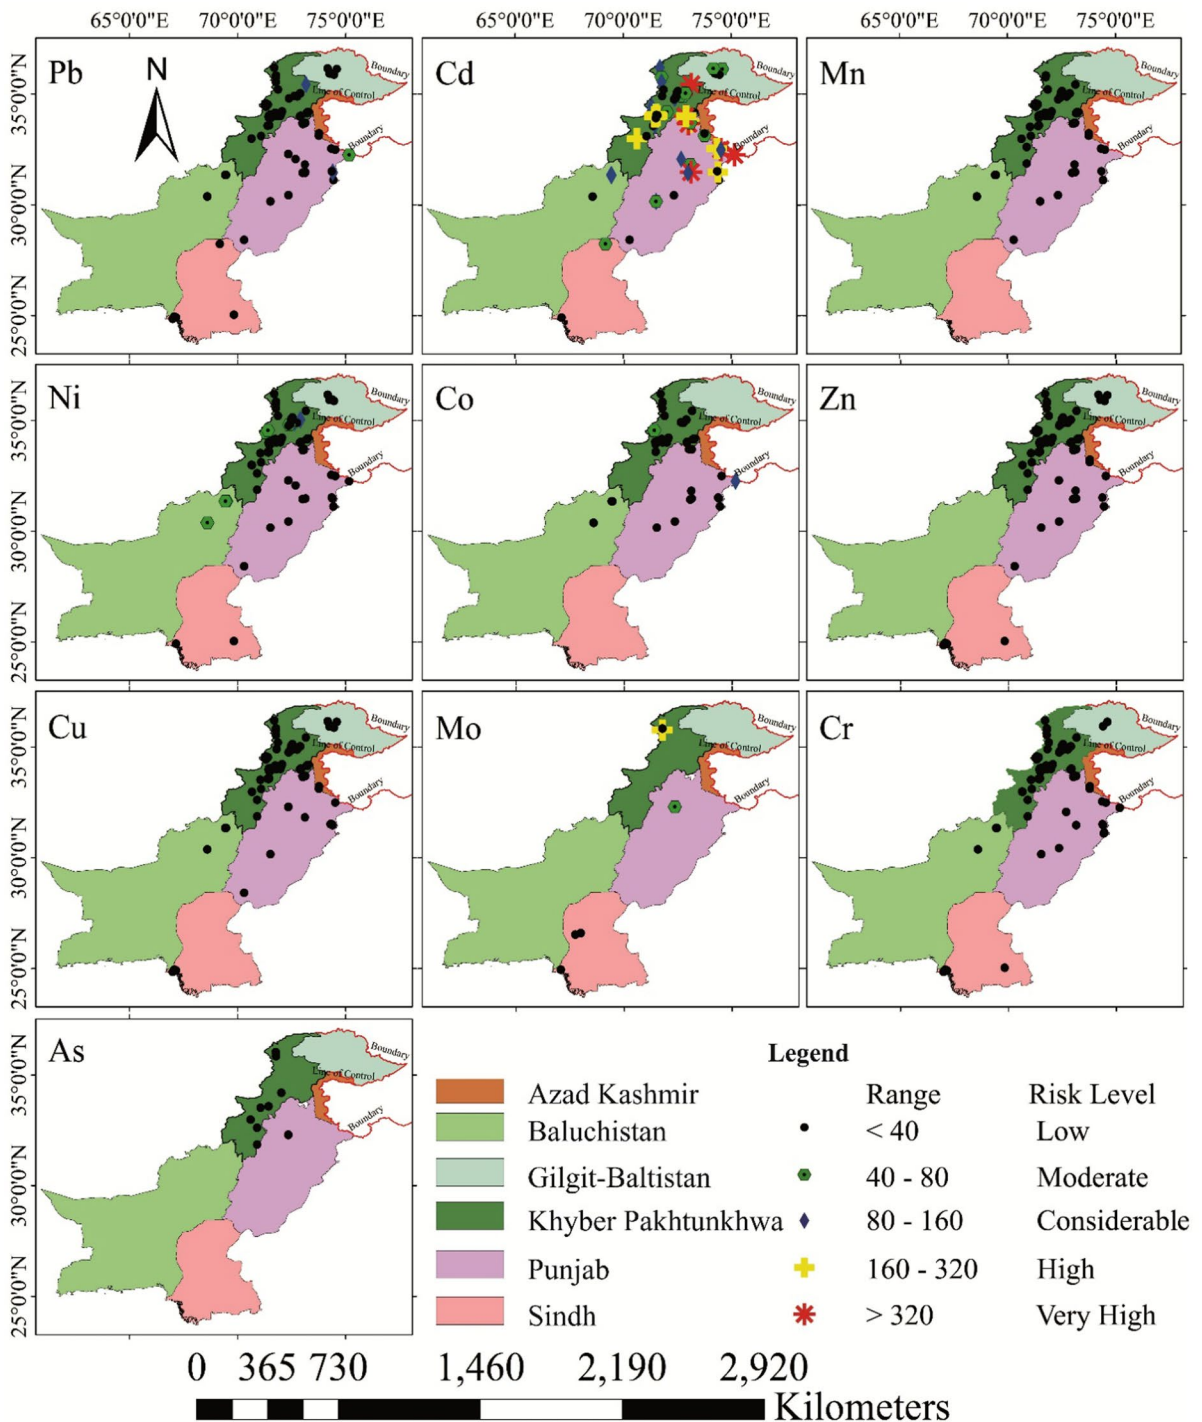 65°0'0"E 70°0'0"E 75°0'0"E 65°0'0"E 70°0'0"E 75°0'0"E 65°0'0"E 70°0'0"E 75°0'0"E
Pb N Boundary Line of Control Boundary
Cd Boundary Line of Control Boundary
Mn Boundary Line of Control Boundary
35°0'0"N
30°0'0"N
25°0'0"N
Ni Boundary Line of Control Boundary
Co Boundary Line of Control Boundary
Zn Boundary Line of Control Boundary
35°0'0"N
30°0'0"N
25°0'0"N
Cu Boundary Line of Control Boundary
Mo Boundary Line of Control Boundary
Cr Boundary Line of Control Boundary
35°0'0"N
30°0'0"N
25°0'0"N
As Boundary Line of Control Boundary
35°0'0"N
30°0'0"N
25°0'0"N
Legend
Azad Kashmir Range Risk Level
Baluchistan < 40 Low
Gilgit-Baltistan 40 - 80 Moderate
Khyber Pakhtunkhwa 80 - 160 Considerable
Punjab 160 - 320 High
Sindh > 320 Very High
0 365 730 1,460 2,190 2,920
Kilometers